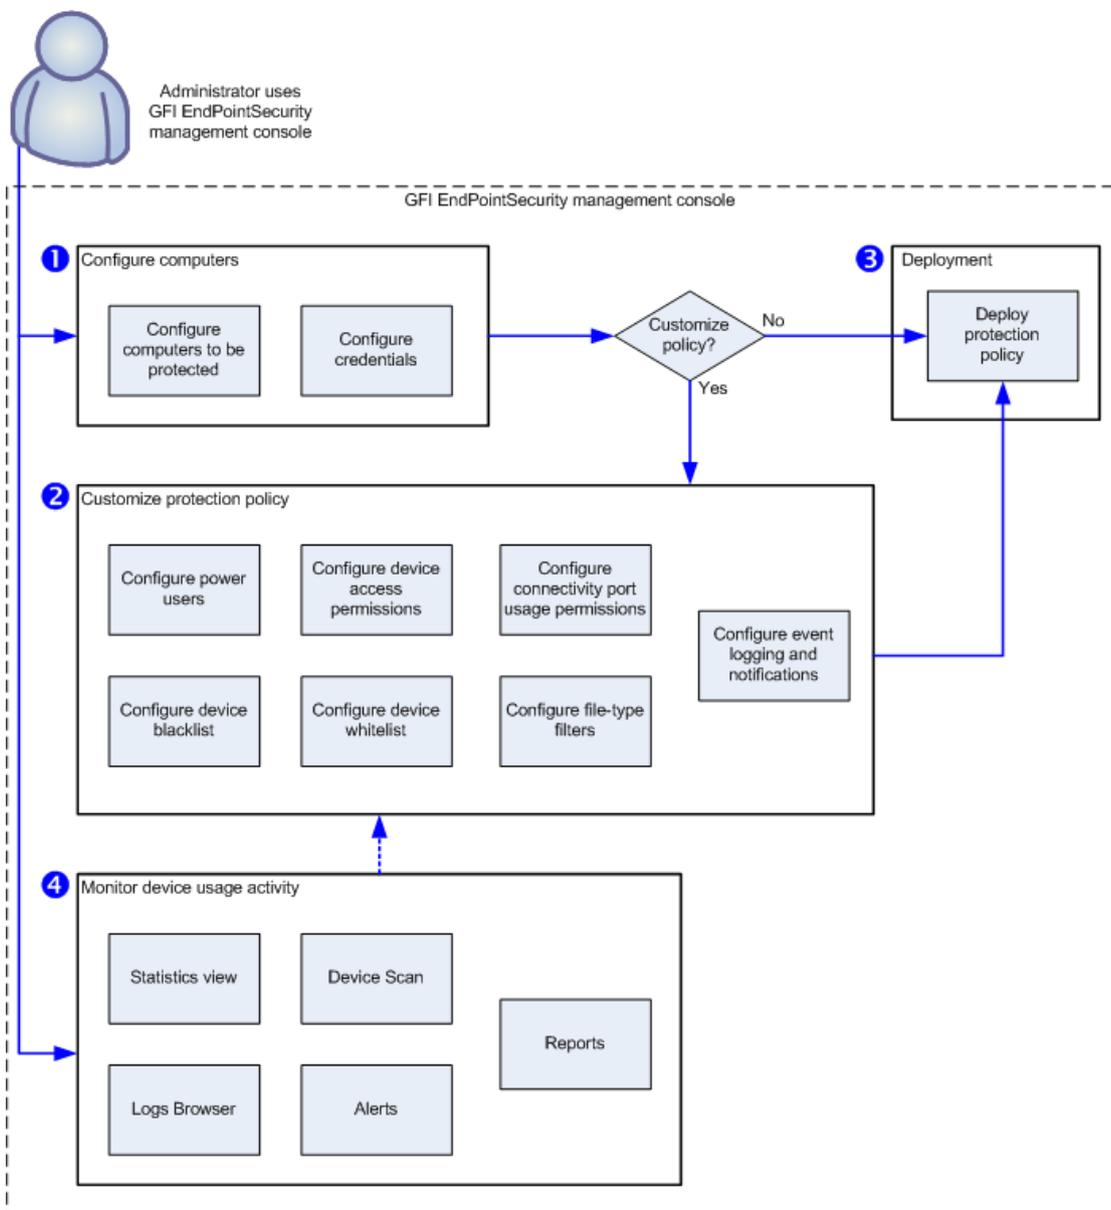 Administrator uses
GFI EndPointSecurity
management console
GFI EndPointSecurity management console
1
Configure computers
Configure
computers to be
protected
Configure
credentials
Customize
policy?
No
Yes
3
Deployment
Deploy
protection
policy
2
Customize protection policy
Configure power
users
Configure device
access
permissions
Configure
connectivity port
usage permissions
Configure event
logging and
notifications
Configure device
blacklist
Configure device
whitelist
Configure file-type
filters
4
Monitor device usage activity
Statistics view
Device Scan
Reports
Logs Browser
Alerts